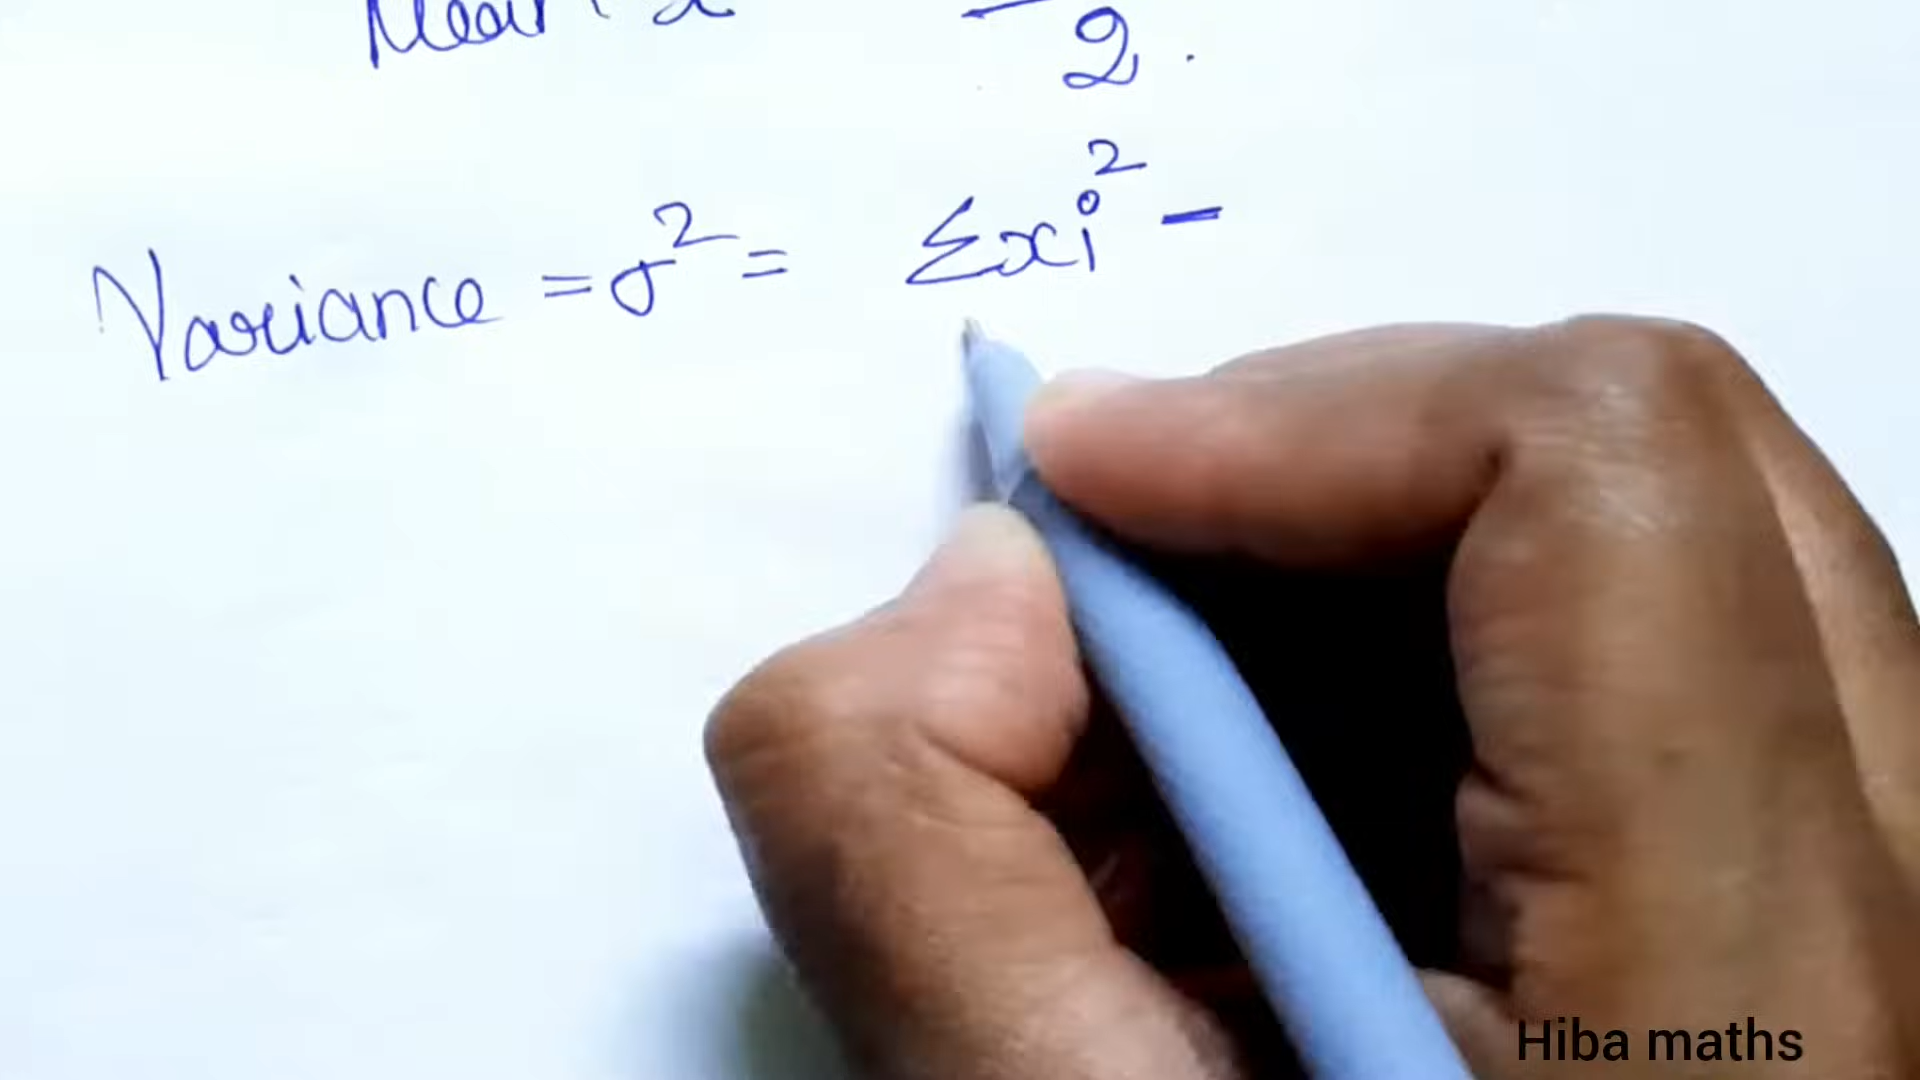 2.
Variance = σ² = Σxi² −
Hiba maths